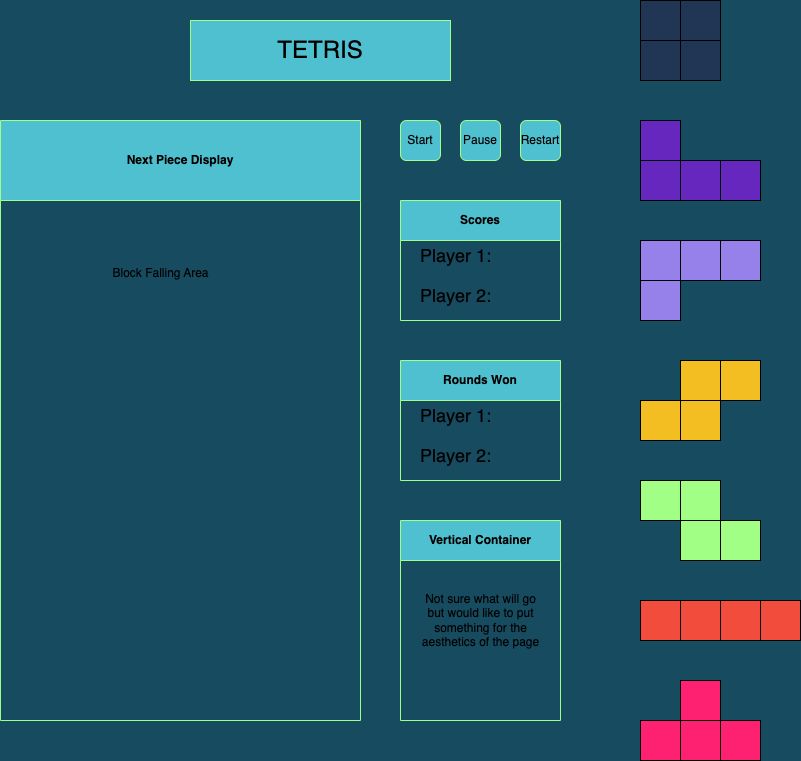 TETRIS
Next Piece Display
Block Falling Area
Start
Pause
Restart
Scores
Player 1:
Player 2:
Rounds Won
Player 1:
Player 2:
Vertical Container
Not sure what will go
but would like to put
something for the
aesthetics of the page